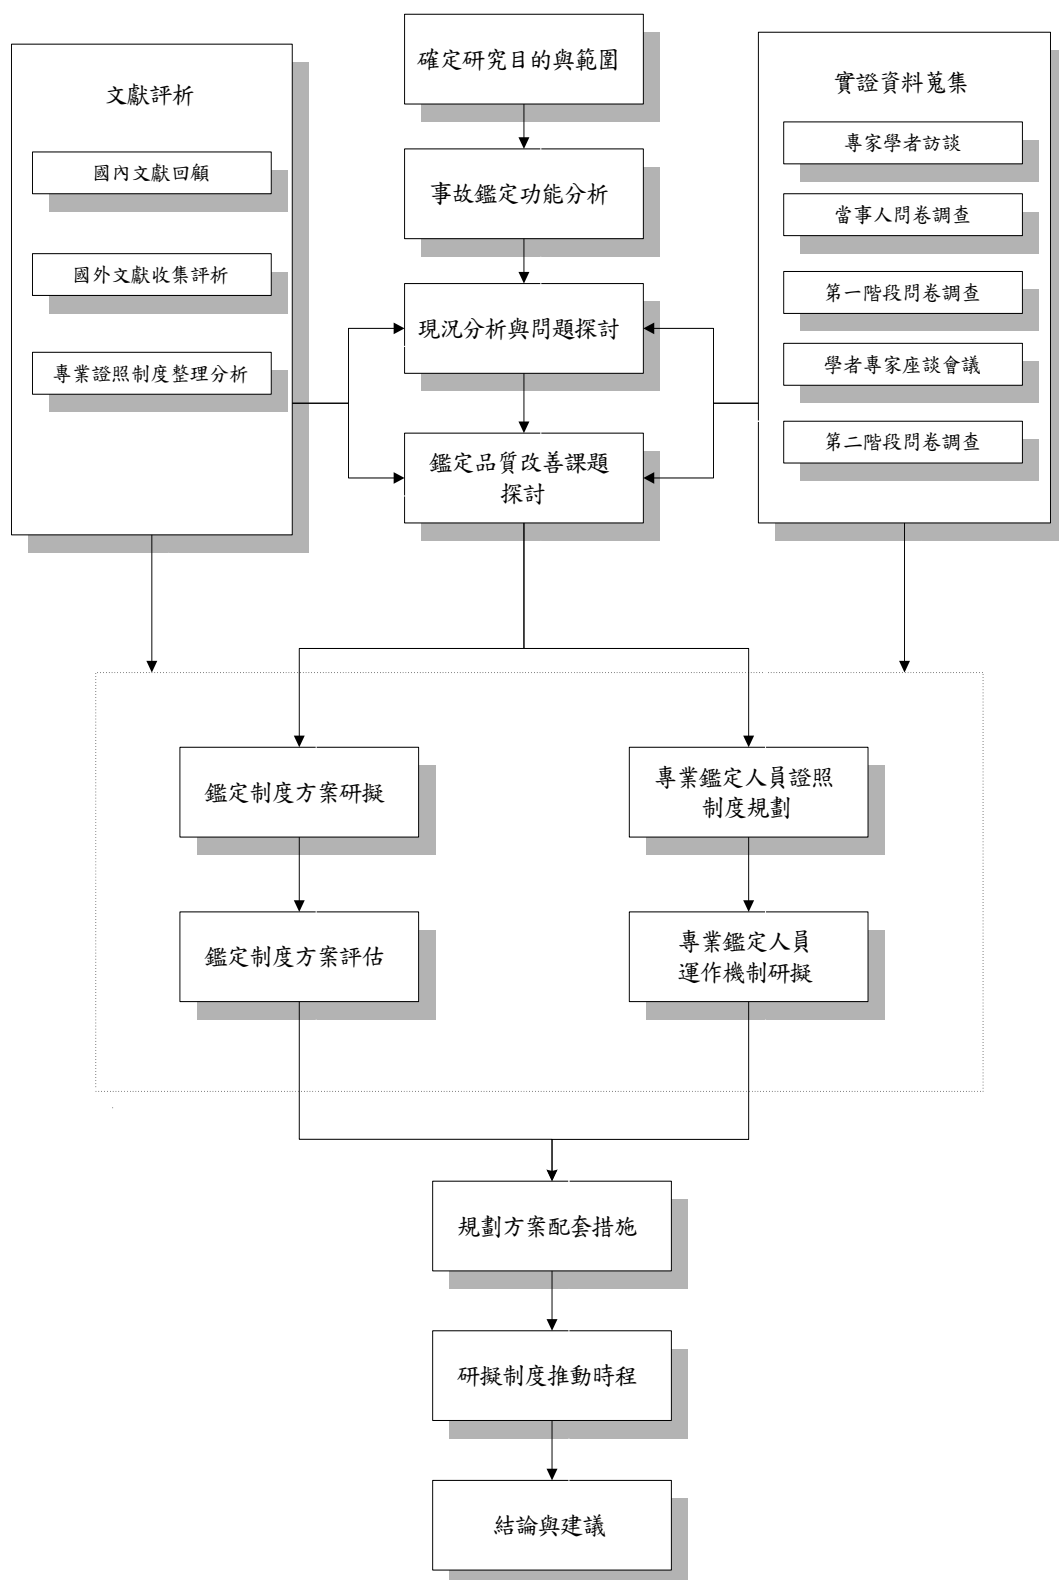 文獻評析
國內文獻回顧
國外文獻收集評析
專業證照制度整理分析
確定研究目的與範圍
事故鑑定功能分析
現況分析與問題探討
鑑定品質改善課題
探討
實證資料蒐集
專家學者訪談
當事人問卷調查
第一階段問卷調查
學者專家座談會議
第二階段問卷調查
鑑定制度方案研擬
鑑定制度方案評估
專業鑑定人員證照
制度規劃
專業鑑定人員
運作機制研擬
規劃方案配套措施
研擬制度推動時程
結論與建議